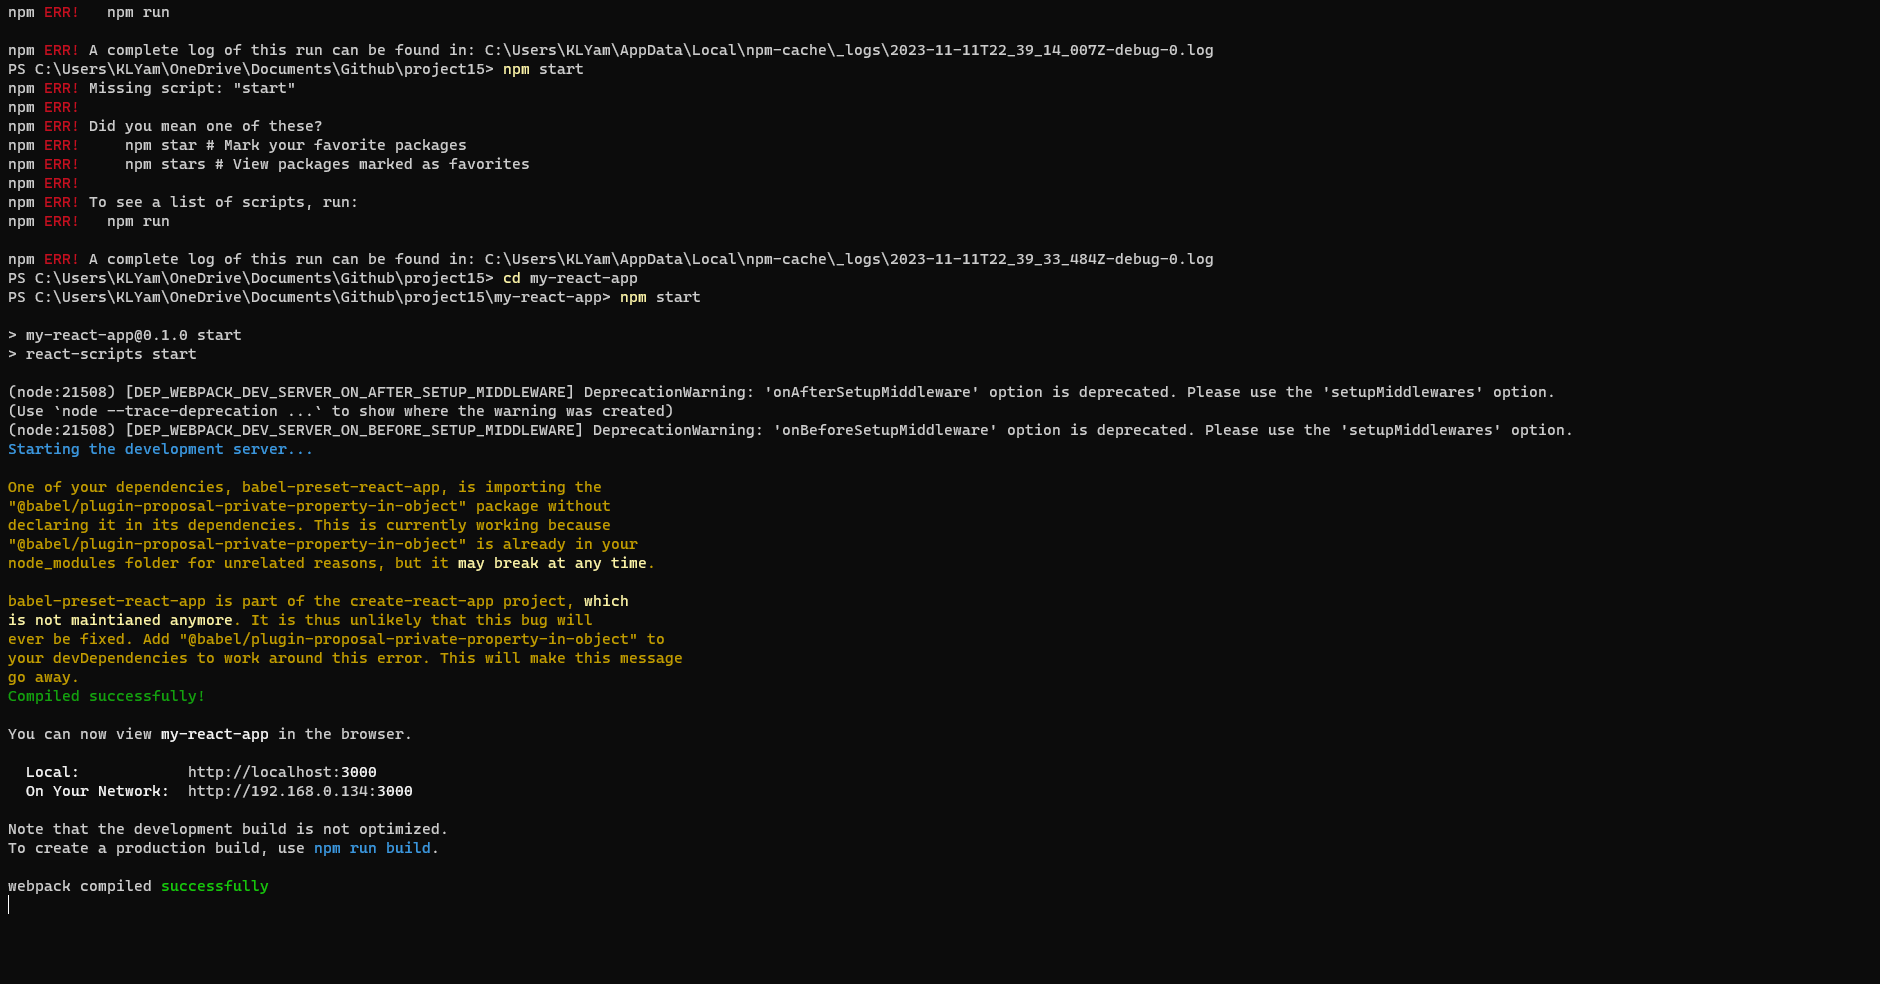 npm ERR!   npm run
npm ERR! A complete log of this run can be found in: C:\Users\KLYam\AppData\Local\npm-cache\_logs\2023-11-11T22_39_14_007Z-debug-0.log
PS C:\Users\KLYam\OneDrive\Documents\Github\project15> npm start
npm ERR! Missing script: "start"
npm ERR!
npm ERR! Did you mean one of these?
npm ERR!     npm star # Mark your favorite packages
npm ERR!     npm stars # View packages marked as favorites
npm ERR!
npm ERR! To see a list of scripts, run:
npm ERR!   npm run
npm ERR! A complete log of this run can be found in: C:\Users\KLYam\AppData\Local\npm-cache\_logs\2023-11-11T22_39_33_484Z-debug-0.log
PS C:\Users\KLYam\OneDrive\Documents\Github\project15> cd my-react-app
PS C:\Users\KLYam\OneDrive\Documents\Github\project15\my-react-app> npm start
> my-react-app@0.1.0 start
> react-scripts start
(node:21508) [DEP_WEBPACK_DEV_SERVER_ON_AFTER_SETUP_MIDDLEWARE] DeprecationWarning: 'onAfterSetupMiddleware' option is deprecated. Please use the 'setupMiddlewares' option.
(Use `node --trace-deprecation ...` to show where the warning was created)
(node:21508) [DEP_WEBPACK_DEV_SERVER_ON_BEFORE_SETUP_MIDDLEWARE] DeprecationWarning: 'onBeforeSetupMiddleware' option is deprecated. Please use the 'setupMiddlewares' option.
Starting the development server...
One of your dependencies, babel-preset-react-app, is importing the
"@babel/plugin-proposal-private-property-in-object" package without
declaring it in its dependencies. This is currently working because
"@babel/plugin-proposal-private-property-in-object" is already in your
node_modules folder for unrelated reasons, but it may break at any time.
babel-preset-react-app is part of the create-react-app project, which
is not maintianed anymore. It is thus unlikely that this bug will
ever be fixed. Add "@babel/plugin-proposal-private-property-in-object" to
your devDependencies to work around this error. This will make this message
go away.
Compiled successfully!
You can now view my-react-app in the browser.
  Local:            http://localhost:3000
  On Your Network:  http://192.168.0.134:3000
Note that the development build is not optimized.
To create a production build, use npm run build.
webpack compiled successfully